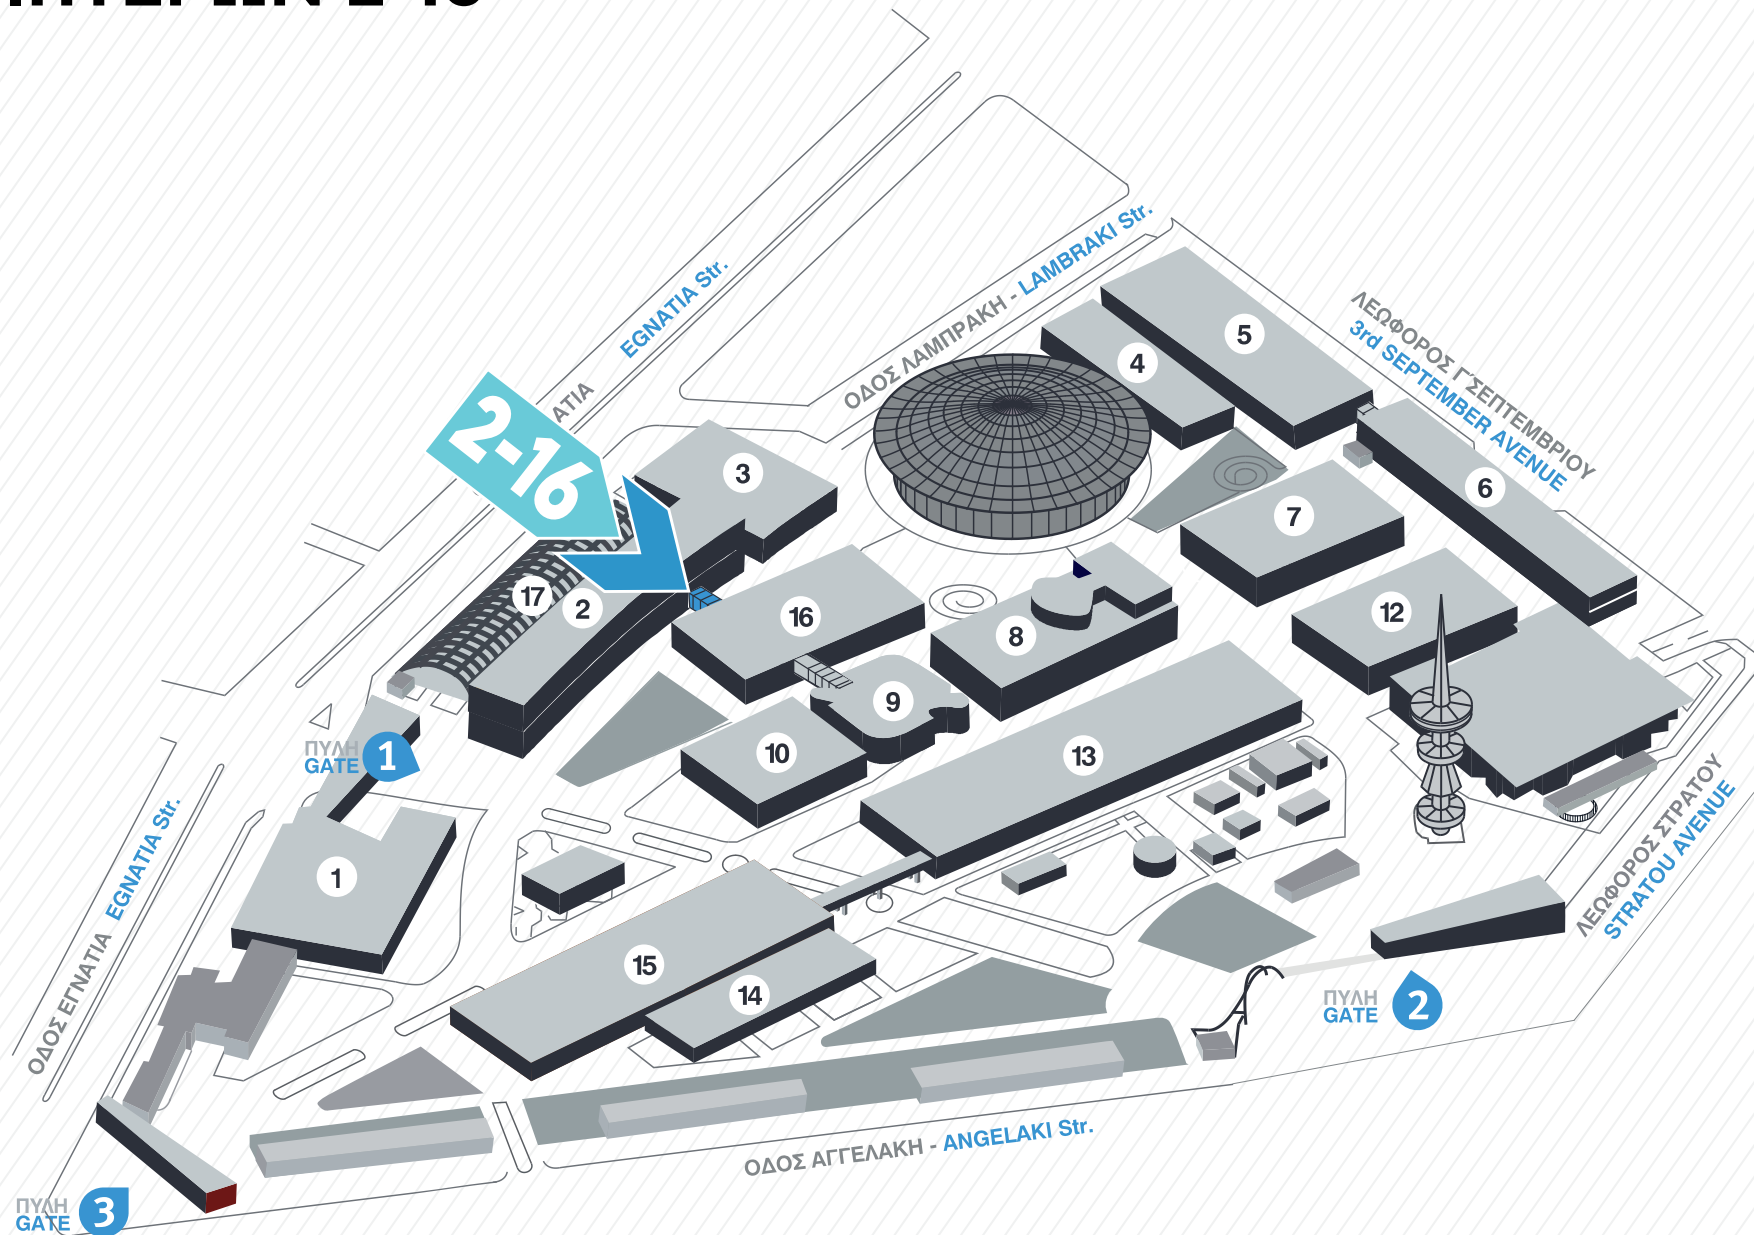 EGNATIA Str.
ΟΔΟΣ ΛΑΜΠΡΑΚΗ - LAMBRAKI Str.
ΛΕΩΦΟΡΟΣ Γ΄ ΣΕΠΤΕΜΒΡΙΟΥ
3rd SEPTEMBER AVENUE
2-16
5
4
3
6
7
17
2
16
12
8
9
10
13
ΠΥΛΗ
GATE 1
1
ΟΔΟΣ ΕΓΝΑΤΙΑ EGNATIA Str.
15
14
ΛΕΩΦΟΡΟΣ ΣΤΡΑΤΟΥ
STRATOU AVENUE
ΠΥΛΗ
GATE 2
ΟΔΟΣ ΑΓΓΕΛΑΚΗ - ANGELAKI Str.
ΠΥΛΗ
GATE 3